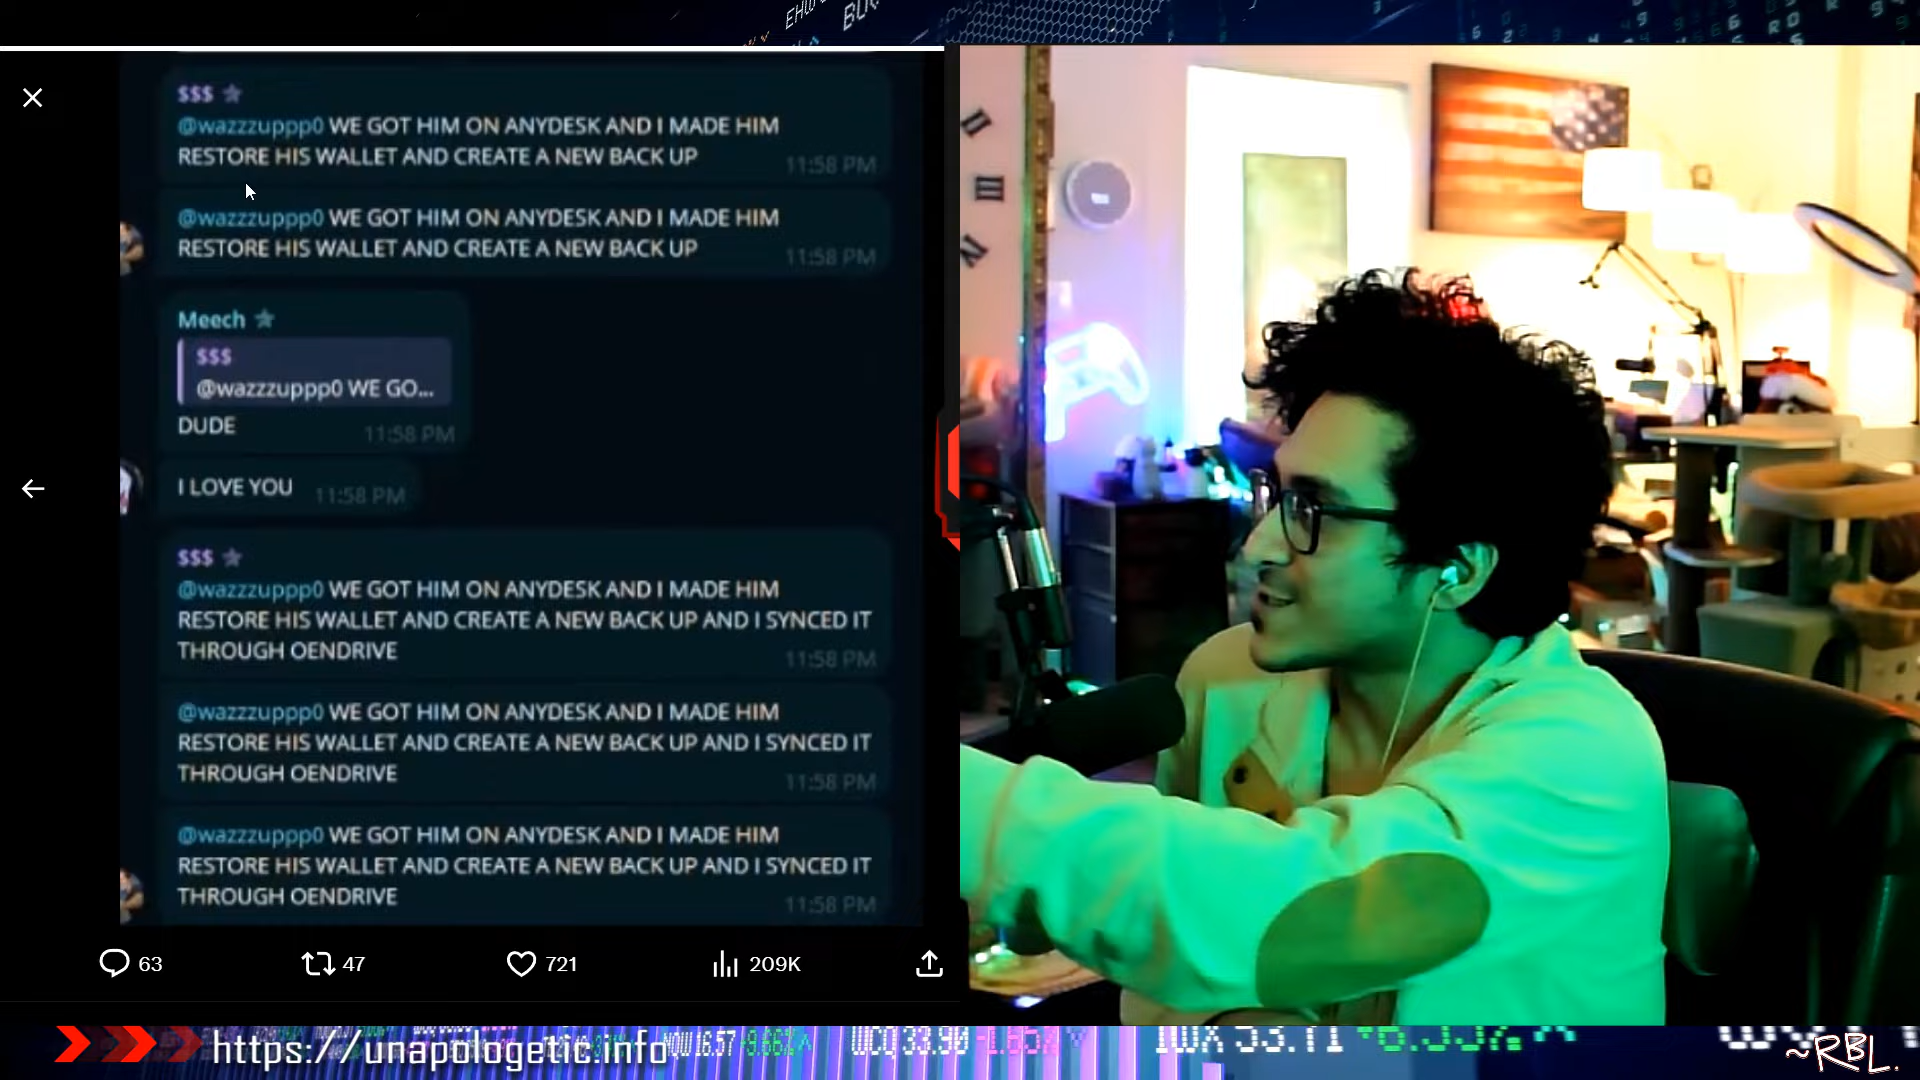 $$$
@wazzzuppp0 WE GOT HIM ON ANYDESK AND I MADE HIM
RESTORE HIS WALLET AND CREATE A NEW BACK UP
11:58 PM
@wazzzuppp0 WE GOT HIM ON ANYDESK AND I MADE HIM
RESTORE HIS WALLET AND CREATE A NEW BACK UP
11:58 PM
Meech
$$$
@wazzzuppp0 WE GO...
DUDE
11:58 PM
I LOVE YOU
11:58 PM
$$$
@wazzzuppp0 WE GOT HIM ON ANYDESK AND I MADE HIM
RESTORE HIS WALLET AND CREATE A NEW BACK UP AND I SYNCED IT
THROUGH OENDRIVE
11:58 PM
@wazzzuppp0 WE GOT HIM ON ANYDESK AND I MADE HIM
RESTORE HIS WALLET AND CREATE A NEW BACK UP AND I SYNCED IT
THROUGH OENDRIVE
11:58 PM
@wazzzuppp0 WE GOT HIM ON ANYDESK AND I MADE HIM
RESTORE HIS WALLET AND CREATE A NEW BACK UP AND I SYNCED IT
THROUGH OENDRIVE
11:58 PM
63 47 721 209K
https://unapologetic.info
~RBL.